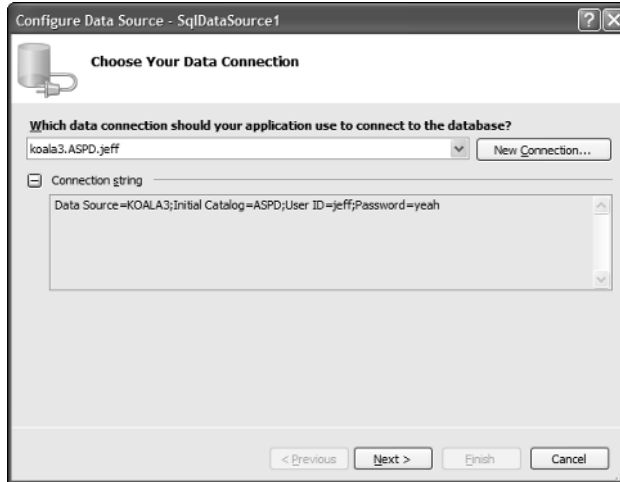 Configure Data Source - SqlDataSource1
Choose Your Data Connection
Which data connection should your application use to connect to the database?
koala3.ASPD.jeff
New Connection...
Connection string
Data Source=KOALA3;Initial Catalog=ASPD;User ID=jeff;Password=yeah
< Previous
Next >
Finish
Cancel